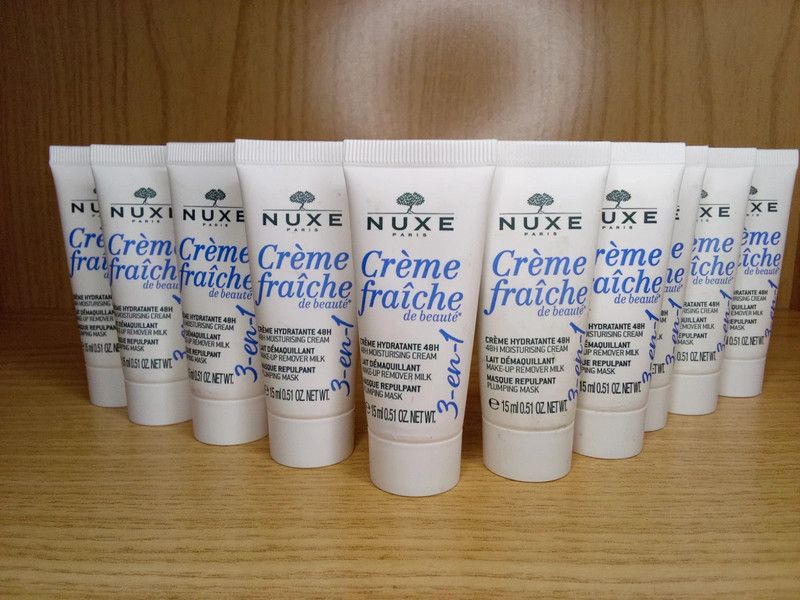 NUXE
PARIS
Crème
fraîche
de beauté*
3-en-1
CRÈME HYDRATANTE 48H
48H MOISTURISING CREAM
LAIT DÉMAQUILLANT
MAKE-UP REMOVER MILK
MASQUE REPULPANT
PLUMPING MASK
e 15 ml 0.51 OZ. NET WT.